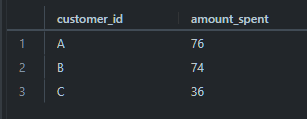 customer_id amount_spent
1 A 76
2 B 74
3 C 36